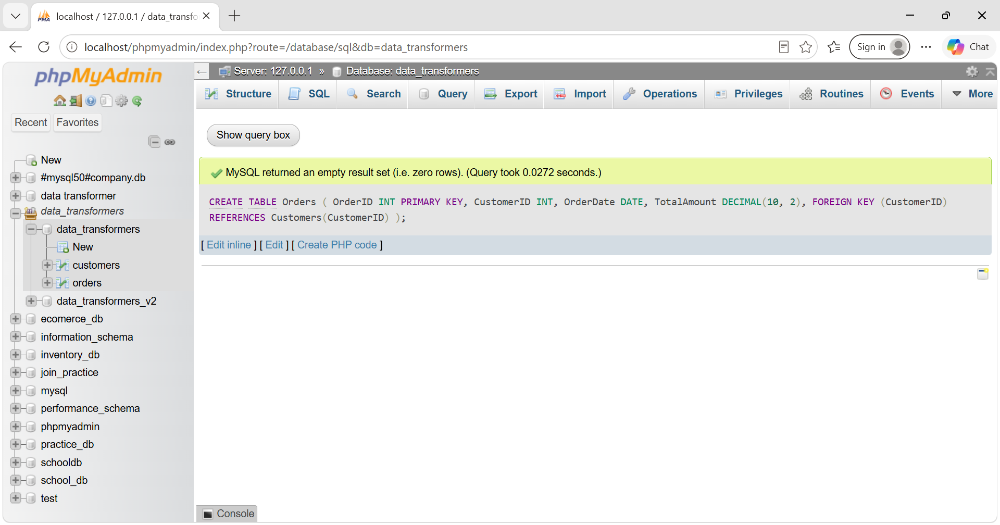 PMA localhost / 127.0.0.1 / data_transfo
localhost/phpmyadmin/index.php?route=/database/sql&db=data_transformers
Sign in
Chat
phpMyAdmin
Recent Favorites
New
#mysql50#company.db
data transformer
data_transformers
data_transformers
New
customers
orders
data_transformers_v2
ecomerce_db
information_schema
inventory_db
join_practice
mysql
performance_schema
phpmyadmin
practice_db
schooldb
school_db
test
Server: 127.0.0.1 » Database: data_transformers
Structure SQL Search Query Export Import Operations Privileges Routines Events More
Show query box
MySQL returned an empty result set (i.e. zero rows). (Query took 0.0272 seconds.)
CREATE TABLE Orders ( OrderID INT PRIMARY KEY, CustomerID INT, OrderDate DATE, TotalAmount DECIMAL(10, 2), FOREIGN KEY (CustomerID)
REFERENCES Customers(CustomerID) );
[ Edit inline ] [ Edit ] [ Create PHP code ]
Console